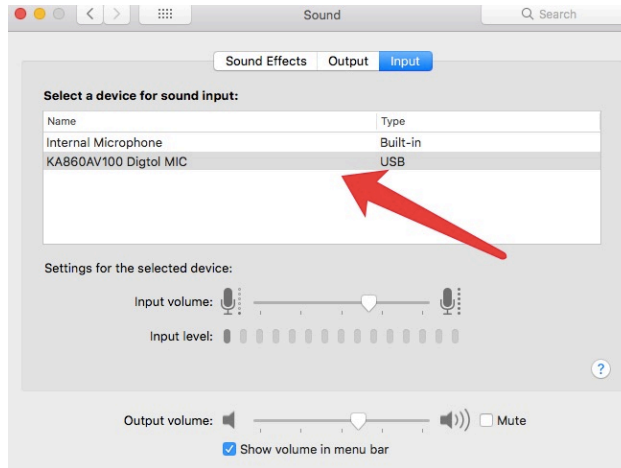 Sound
Search
Sound Effects Output Input
Select a device for sound input:
Name Type
Internal Microphone Built-in
KA860AV100 Digtol MIC USB
Settings for the selected device:
Input volume:
Input level:
?
Output volume: Mute
Show volume in menu bar